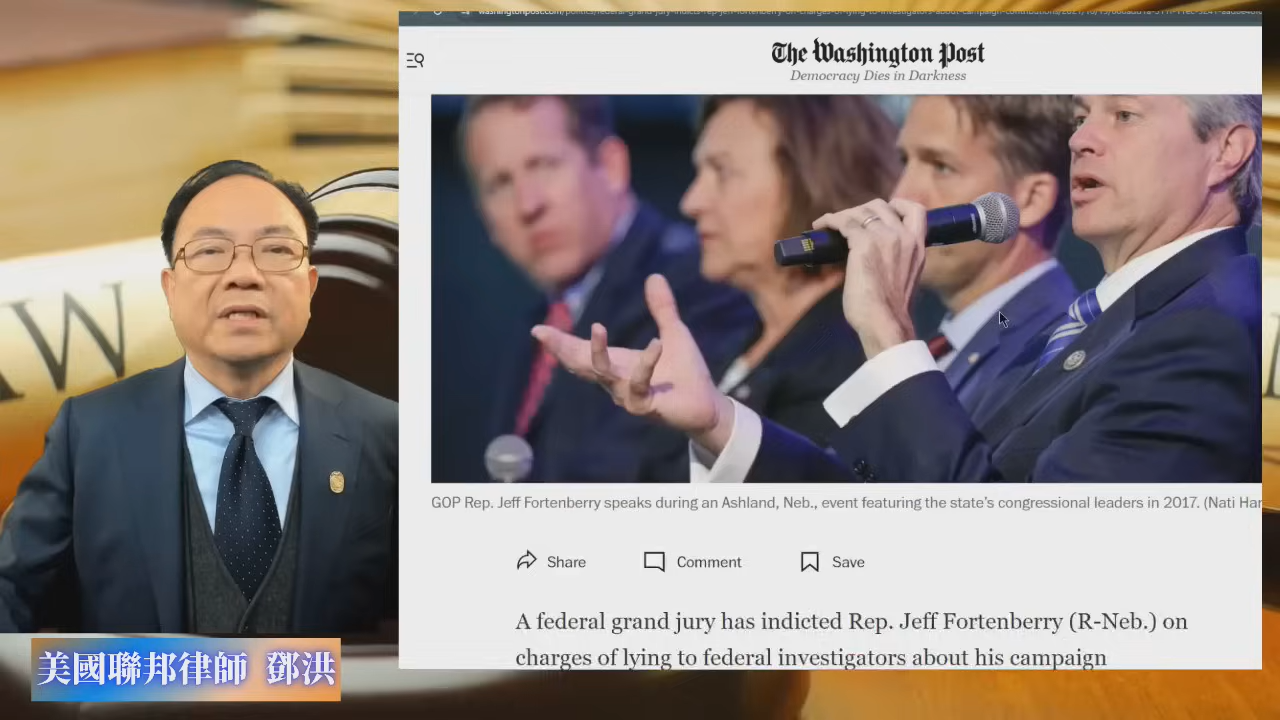 The Washington Post
Democracy Dies in Darkness
AW
GOP Rep. Jeff Fortenberry speaks during an Ashland, Neb., event featuring the state's congressional leaders in 2017. (Nati Har
Share Comment Save
A federal grand jury has indicted Rep. Jeff Fortenberry (R-Neb.) on
charges of lying to federal investigators about his campaign
美國聯邦律師 鄧洪